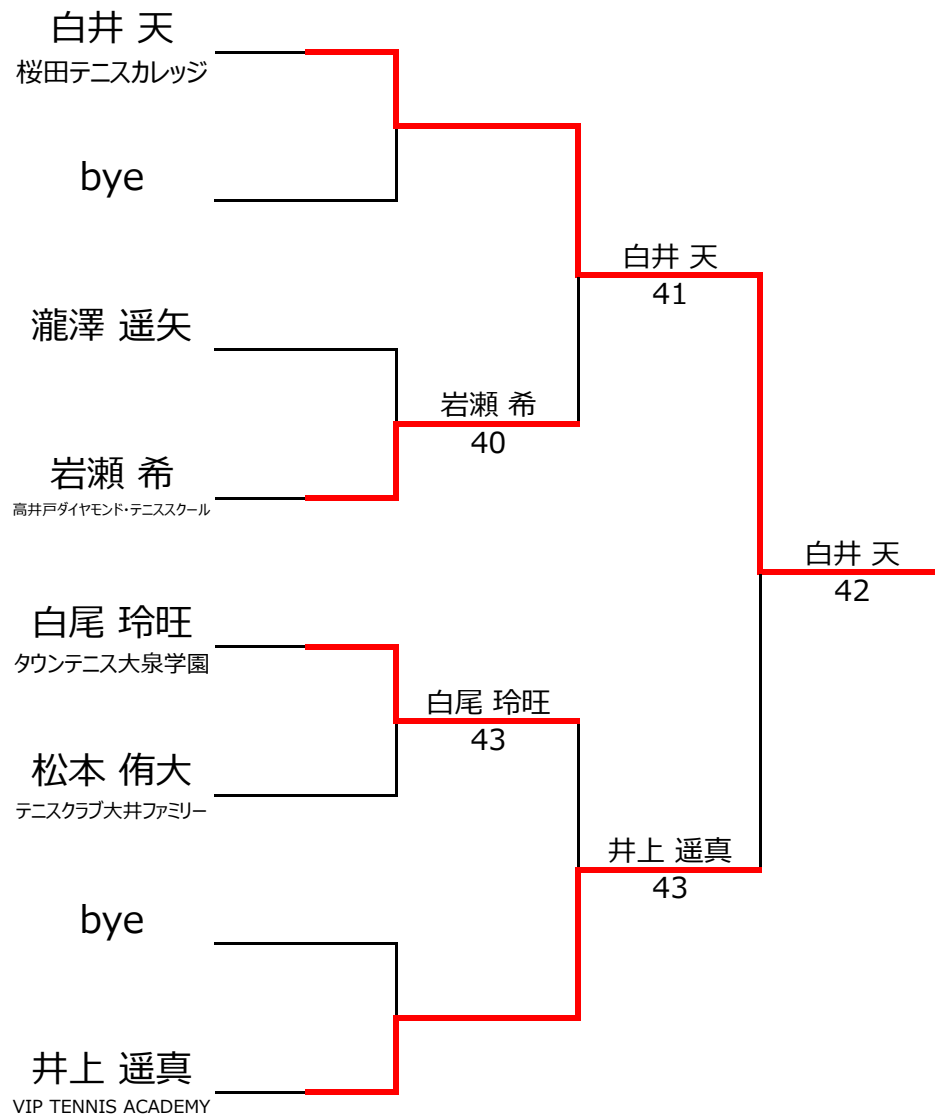 白井 天
桜田テニスカレッジ
bye
瀧澤 遥矢
岩瀬 希
高井戸ダイヤモンド・テニススクール
白尾 玲旺
タウンテニス大泉学園
松本 侑大
テニスクラブ大井ファミリー
bye
井上 遥真
VIP TENNIS ACADEMY
岩瀬 希
40
白尾 玲旺
43
白井 天
41
井上 遥真
43
白井 天
42